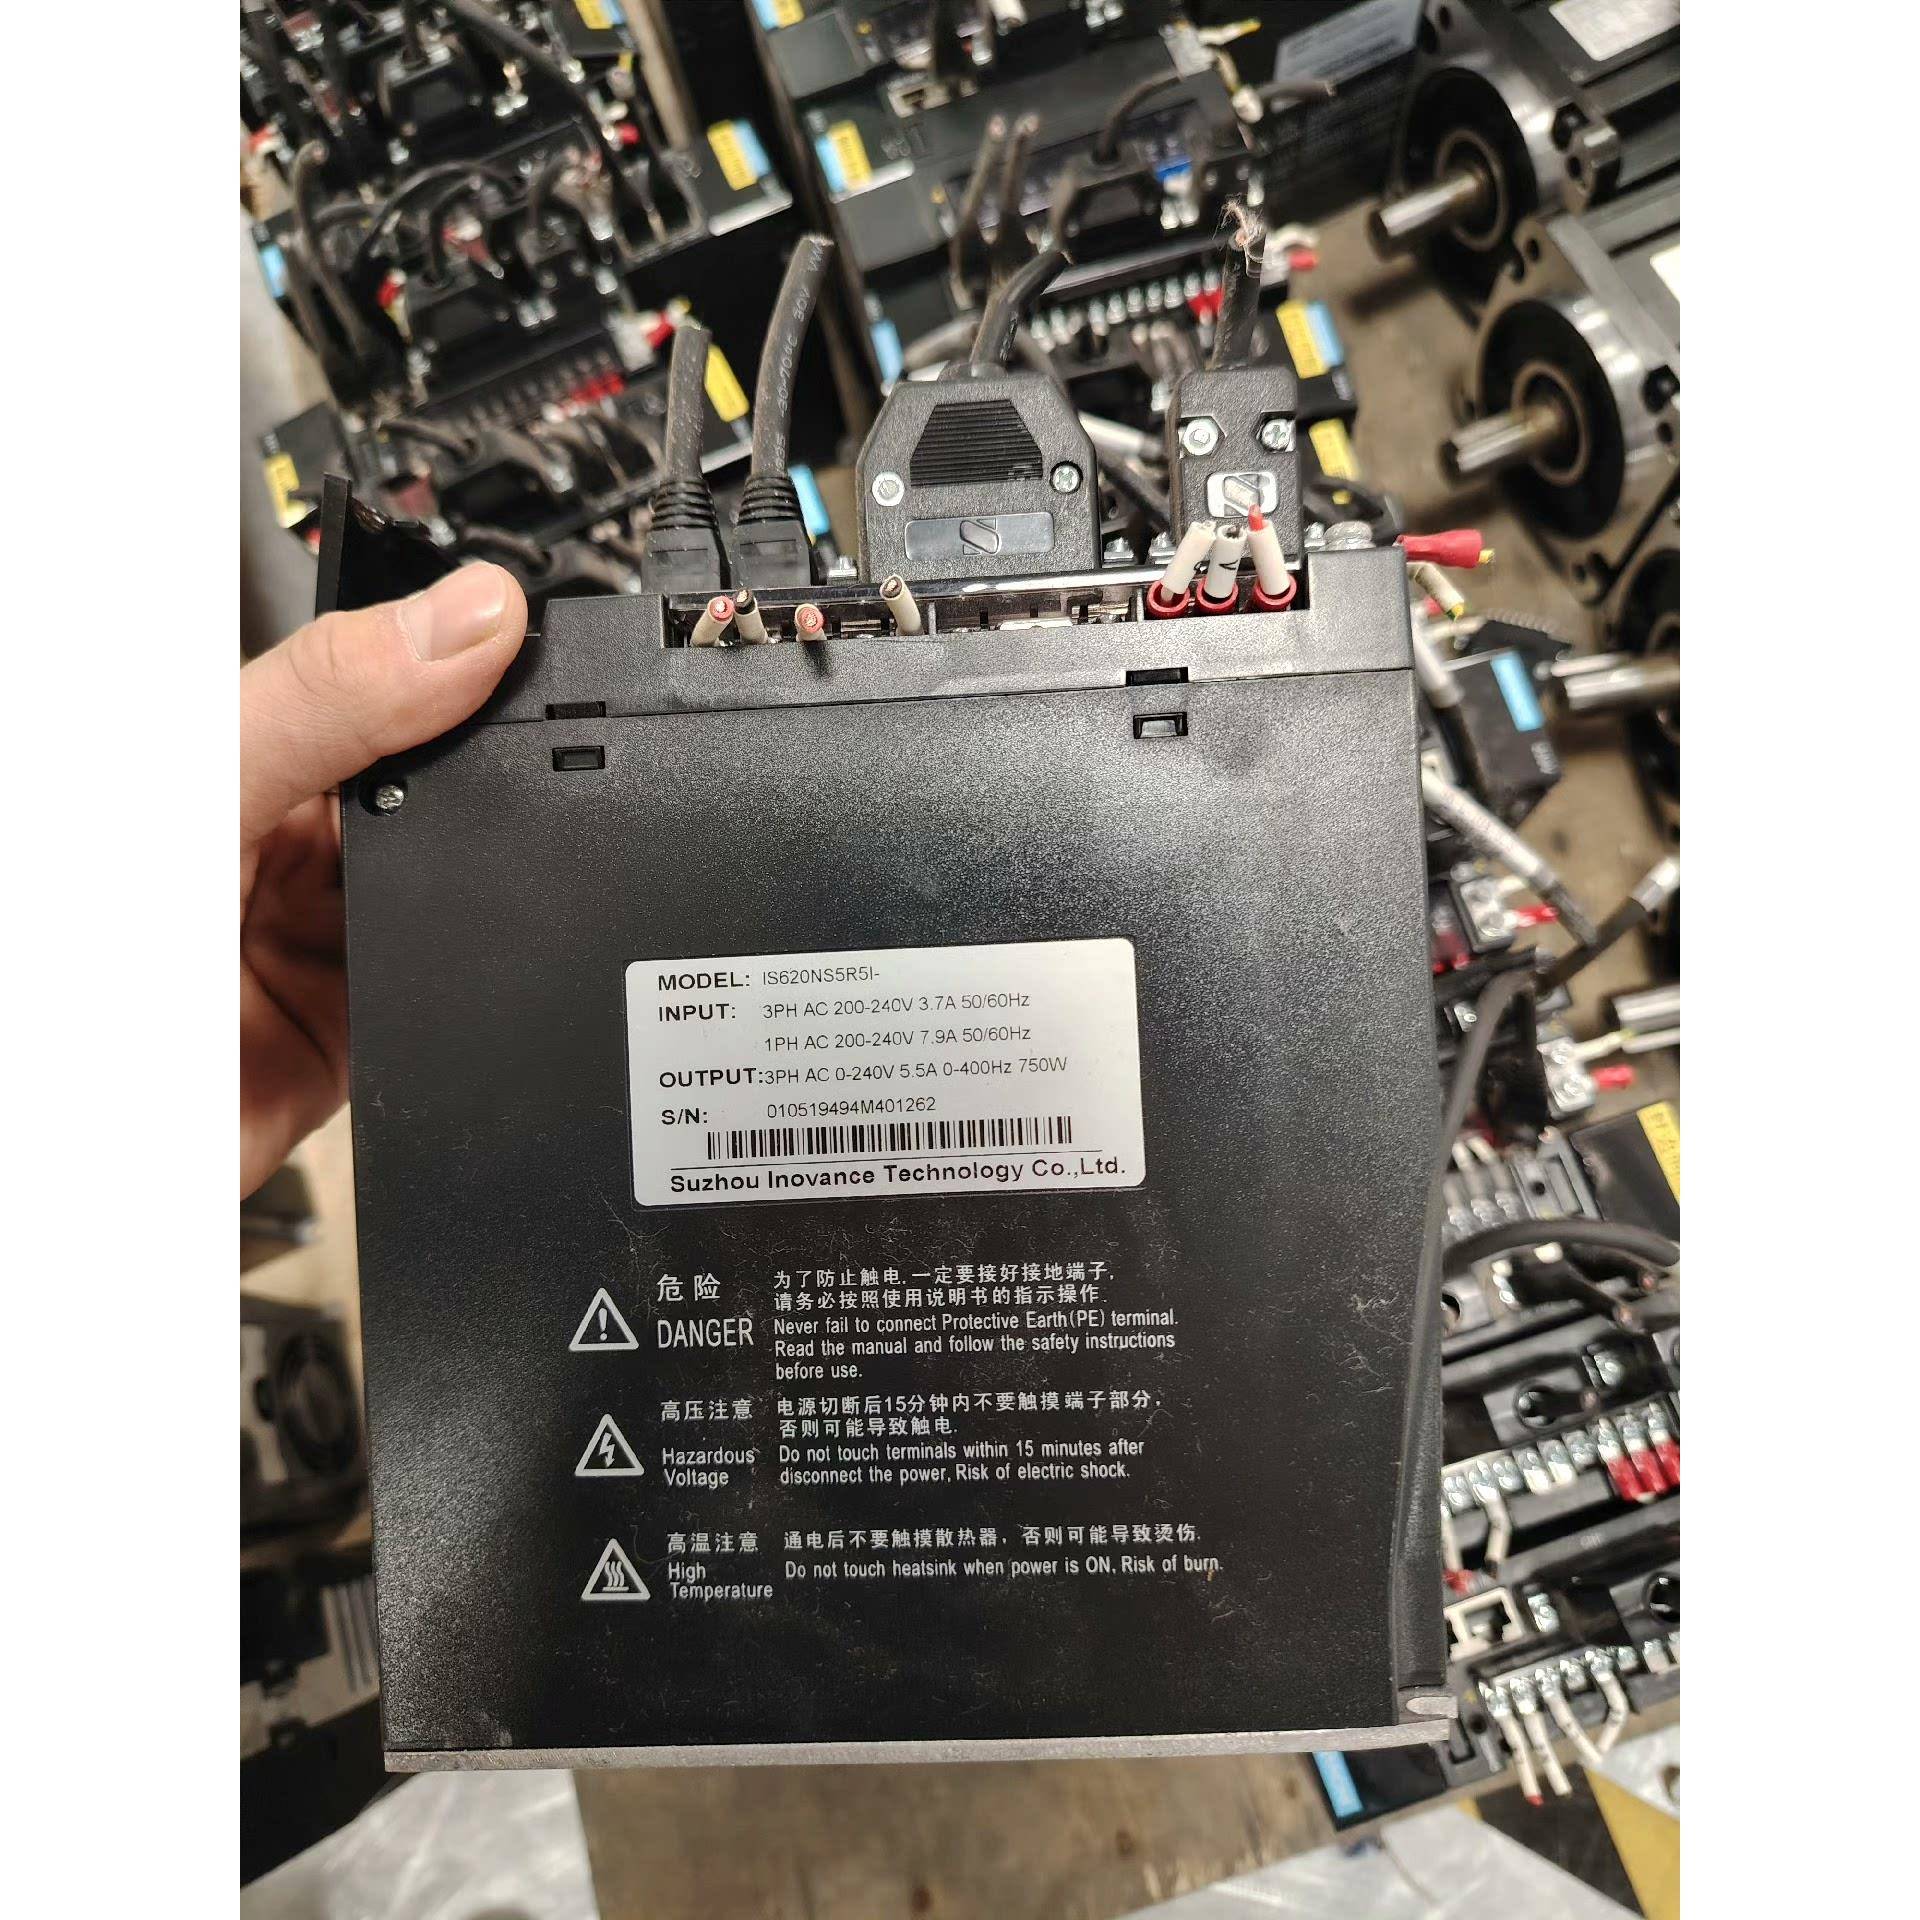 MODEL: IS620NS5R5I-
INPUT: 3PH AC 200-240V 3.7A 50/60Hz
1PH AC 200-240V 7.9A 50/60Hz
OUTPUT:3PH AC 0-240V 5.5A 0-400Hz 750W
S/N: 010519494M401262
Suzhou Inovance Technology Co.,Ltd.
危险
DANGER
为了防止触电,一定要接好接地端子,
请务必按照使用说明书的指示操作.
Never fail to connect Protective Earth(PE) terminal.
Read the manual and follow the safety instructions
before use.
高压注意
Hazardous
Voltage
电源切断后15分钟内不要触摸端子部分,
否则可能导致触电.
Do not touch terminals within 15 minutes after
disconnect the power, Risk of electric shock.
高温注意
High
Temperature
通电后不要触摸散热器，否则可能导致烫伤.
Do not touch heatsink when power is ON, Risk of burn.